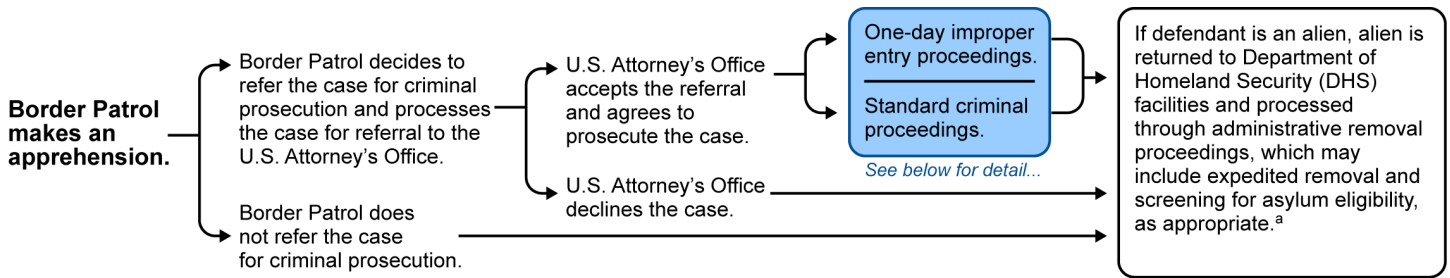 Border Patrol
makes an
apprehension.
Border Patrol decides to
refer the case for criminal
prosecution and processes
the case for referral to the
U.S. Attorney’s Office.
Border Patrol does
not refer the case
for criminal prosecution.
U.S. Attorney’s Office
accepts the referral
and agrees to
prosecute the case.
U.S. Attorney’s Office
declines the case.
One-day improper
entry proceedings.
Standard criminal
proceedings.
See below for detail...
If defendant is an alien, alien is
returned to Department of
Homeland Security (DHS)
facilities and processed
through administrative removal
proceedings, which may
include expedited removal and
screening for asylum eligibility,
as appropriate.ª